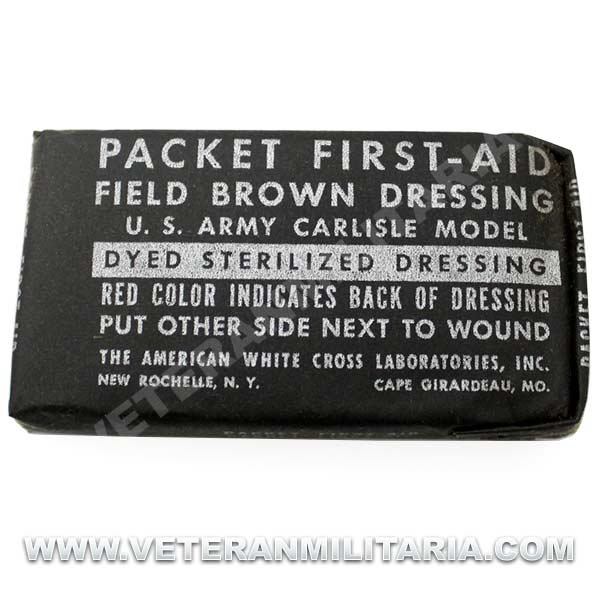 PACKET FIRST-AID
FIELD BROWN DRESSING
U. S. ARMY CARLISLE MODEL
DYED STERILIZED DRESSING
RED COLOR INDICATES BACK OF DRESSING
PUT OTHER SIDE NEXT TO WOUND
THE AMERICAN WHITE CROSS LABORATORIES, INC.
NEW ROCHELLE, N. Y. CAPE GIRARDEAU, MO.
PACKET FIRST AID
VETERANMILITARIA.COM
WWW.VETERANMILITARIA.COM